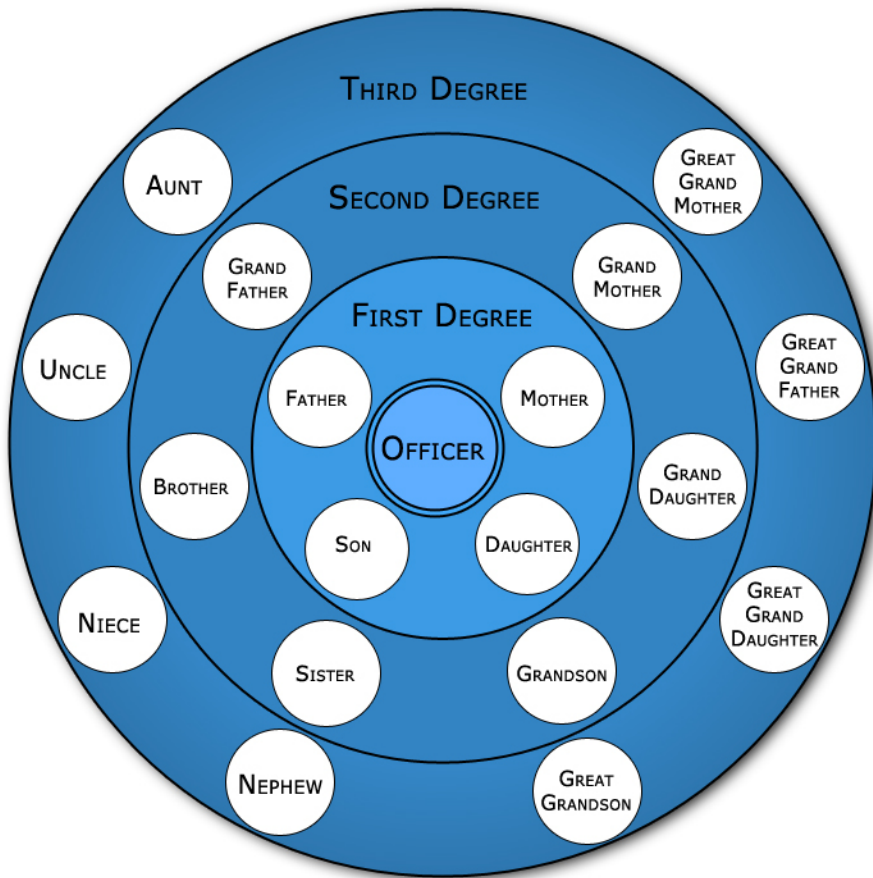 Third Degree
Aunt
Great
Grand
Mother
Second Degree
Grand
Father
Grand
Mother
First Degree
Uncle
Great
Grand
Father
Father
Mother
Officer
Brother
Grand
Daughter
Son
Daughter
Niece
Great
Grand
Daughter
Sister
Grandson
Nephew
Great
Grandson